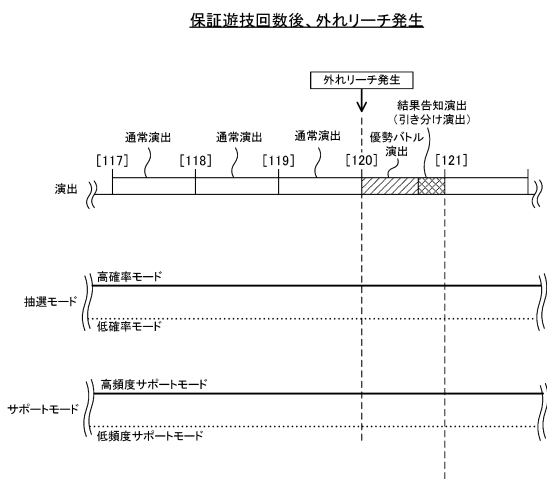 保証遊技回数後、外れリーチ発生
外れリーチ発生
結果告知演出
(引き分け演出)
通常演出
通常演出
通常演出
優勢バトル
演出
[117]
[118]
[119]
[120]
[121]
演出
高確率モード
抽選モード
低確率モード
高頻度サポートモード
サポートモード
低頻度サポートモード